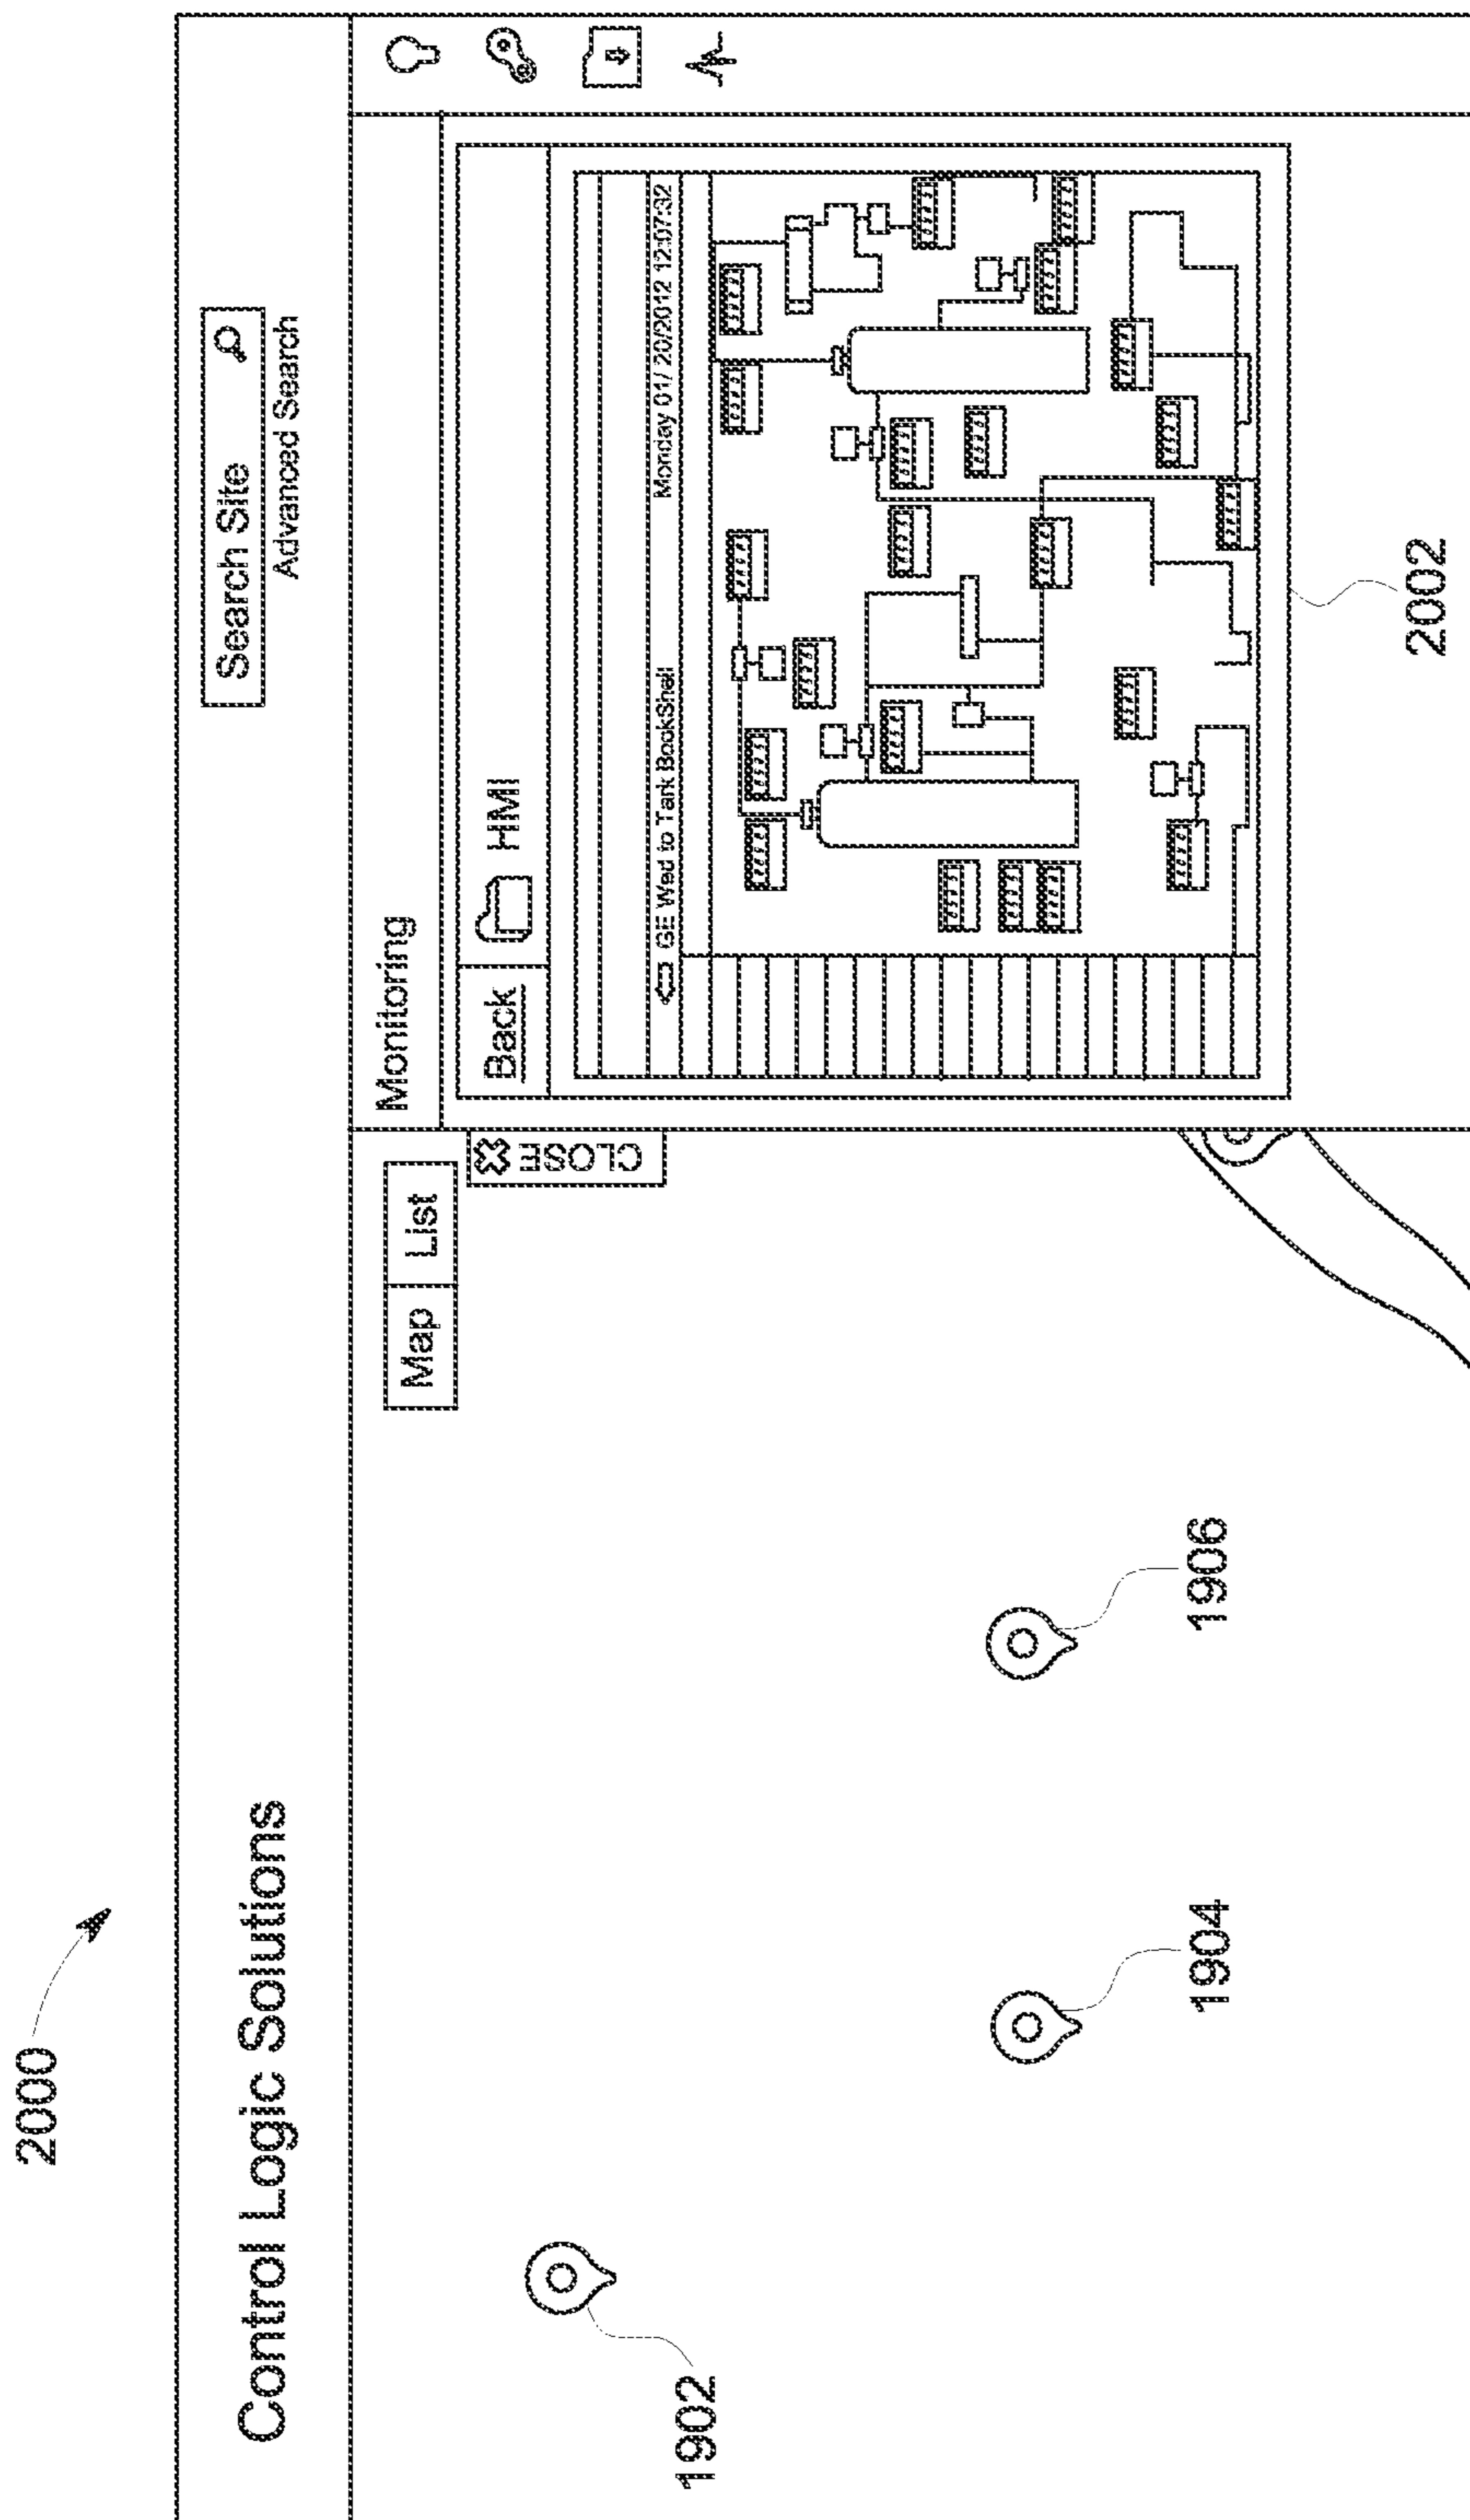 2000
Control Logic Solutions
Search Site
Advanced Search
Map
List
Monitoring
CLOSE
Back
HMI
GE Wed to Tank BookShelf
Monday 01/ 20/2012 12:07:32
1902
1904
1906
2002